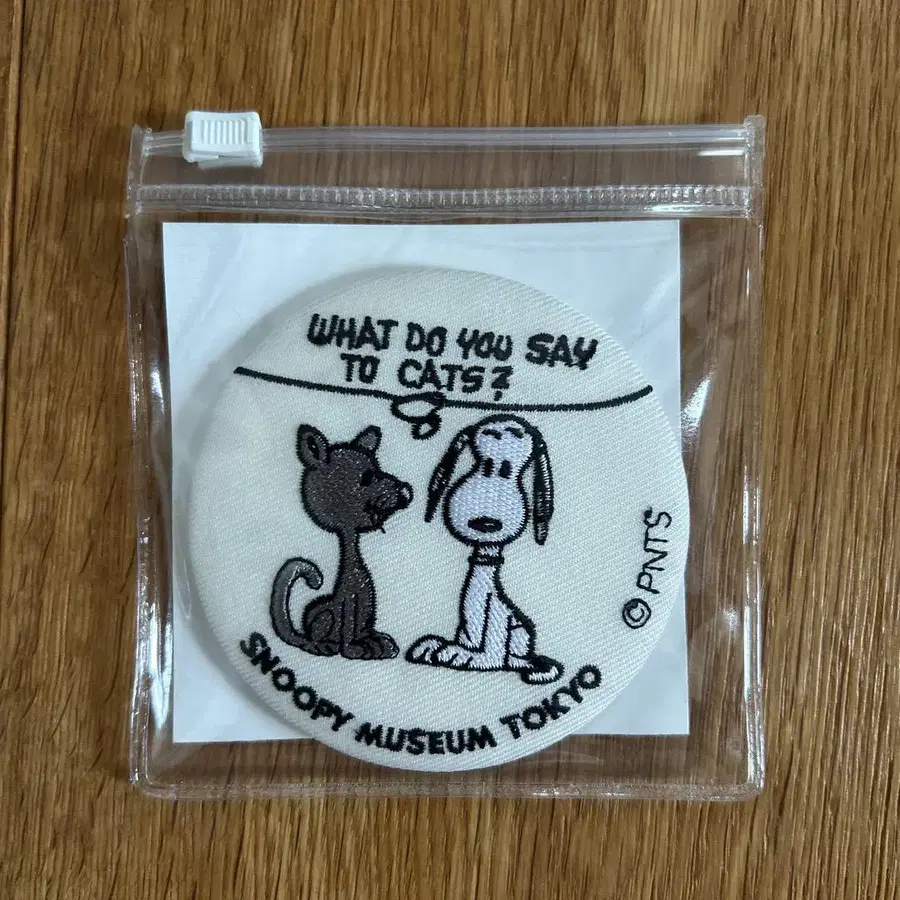 WHAT DO YOU SAY
TO CATS?
© PNTS
SNOOPY MUSEUM TOKYO